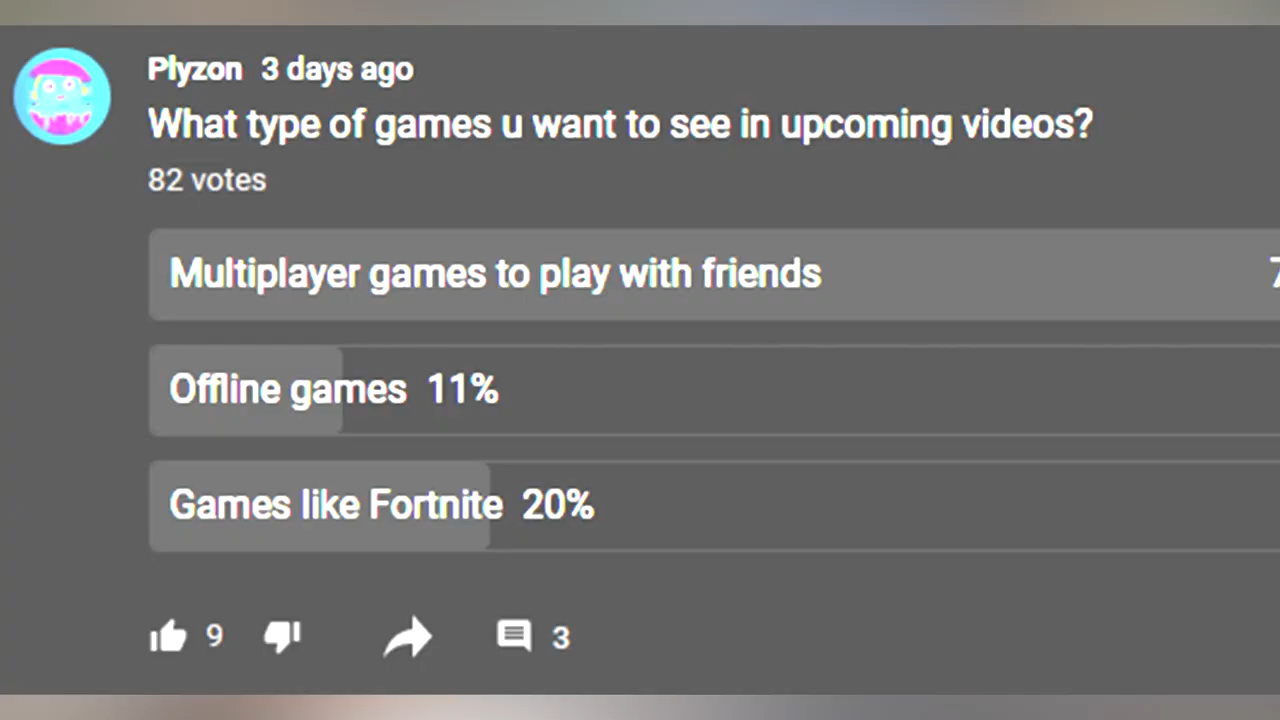 Plyzon 3 days ago
What type of games u want to see in upcoming videos?
82 votes
Multiplayer games to play with friends 7
Offline games 11%
Games like Fortnite 20%
9 3